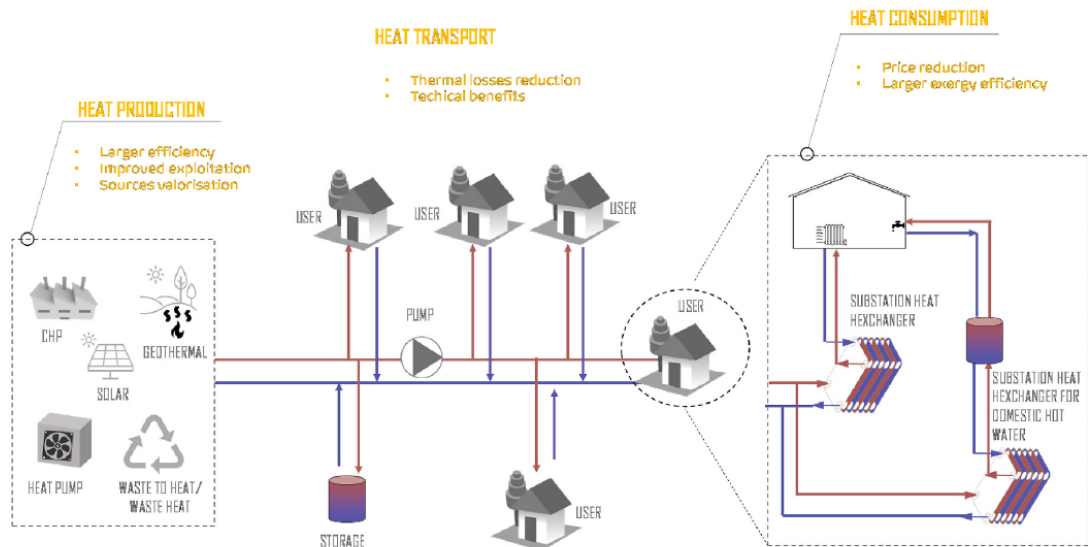 HEAT CONSUMPTION
Price reduction
Larger exergy efficiency
HEAT TRANSPORT
Thermal losses reduction
Techical benefits
HEAT PRODUCTION
Larger efficiency
Improved exploitation
Sources valorisation
USER
USER
USER
CHP
GEOTHERMAL
SOLAR
HEAT PUMP
WASTE TO HEAT/
WASTE HEAT
PUMP
USER
STORAGE
USER
SUBSTATION HEAT
HEXCHANGER
SUBSTATION HEAT
HEXCHANGER FOR
DOMESTIC HOT
WATER